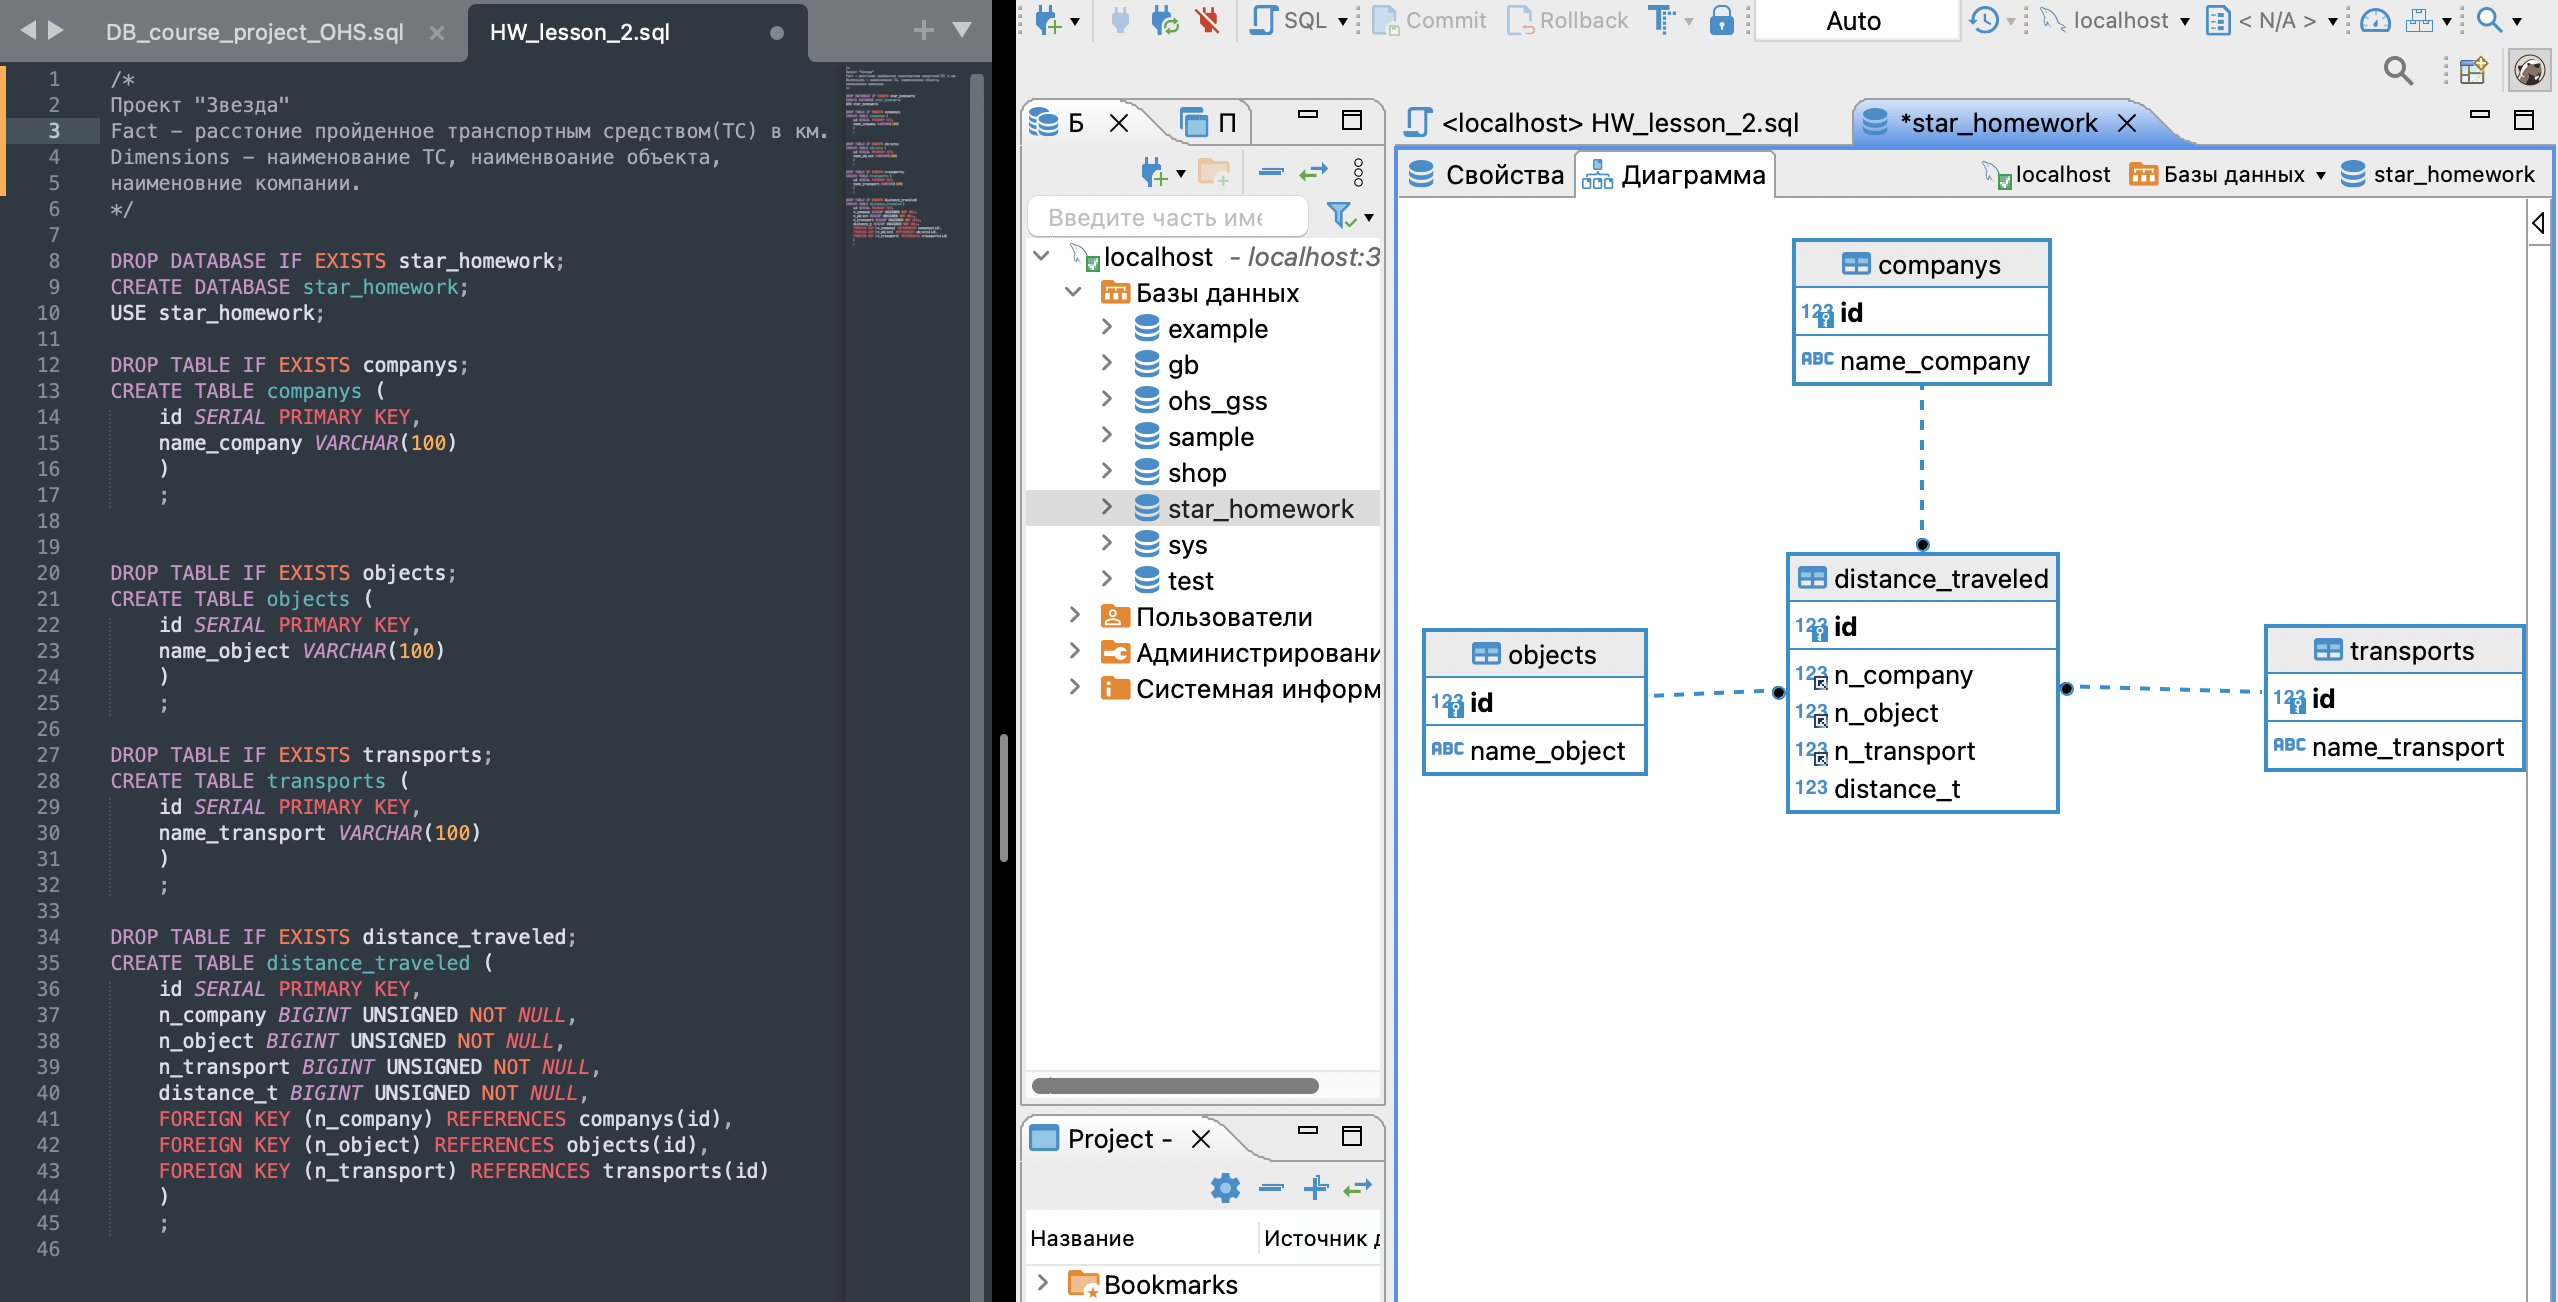 DB_course_project_OHS.sql
HW_lesson_2.sql
1 /*
2 Проект "Звезда"
3 Fact – расстоние пройденное транспортным средством(ТС) в км.
4 Dimensions – наименование ТС, наименвоание объекта,
5 наименовние компании.
6 */
7
8 DROP DATABASE IF EXISTS star_homework;
9 CREATE DATABASE star_homework;
10 USE star_homework;
11
12 DROP TABLE IF EXISTS companys;
13 CREATE TABLE companys (
14 id SERIAL PRIMARY KEY,
15 name_company VARCHAR(100)
16 )
17 ;
18
19
20 DROP TABLE IF EXISTS objects;
21 CREATE TABLE objects (
22 id SERIAL PRIMARY KEY,
23 name_object VARCHAR(100)
24 )
25 ;
26
27 DROP TABLE IF EXISTS transports;
28 CREATE TABLE transports (
29 id SERIAL PRIMARY KEY,
30 name_transport VARCHAR(100)
31 )
32 ;
33
34 DROP TABLE IF EXISTS distance_traveled;
35 CREATE TABLE distance_traveled (
36 id SERIAL PRIMARY KEY,
37 n_company BIGINT UNSIGNED NOT NULL,
38 n_object BIGINT UNSIGNED NOT NULL,
39 n_transport BIGINT UNSIGNED NOT NULL,
40 distance_t BIGINT UNSIGNED NOT NULL,
41 FOREIGN KEY (n_company) REFERENCES companys(id),
42 FOREIGN KEY (n_object) REFERENCES objects(id),
43 FOREIGN KEY (n_transport) REFERENCES transports(id)
44 )
45 ;
46
SQL Commit Rollback Auto localhost < N/A >
Б П
Введите часть име
localhost - localhost:3
Базы данных
example
gb
ohs_gss
sample
shop
star_homework
sys
test
Пользователи
Администрировани
Системная информ
Project -
Название Источник д
Bookmarks
<localhost> HW_lesson_2.sql
*star_homework
Свойства
Диаграмма
localhost Базы данных star_homework
companys
123 id
ABC name_company
distance_traveled
123 id
123 n_company
123 n_object
123 n_transport
123 distance_t
objects
123 id
ABC name_object
transports
123 id
ABC name_transport